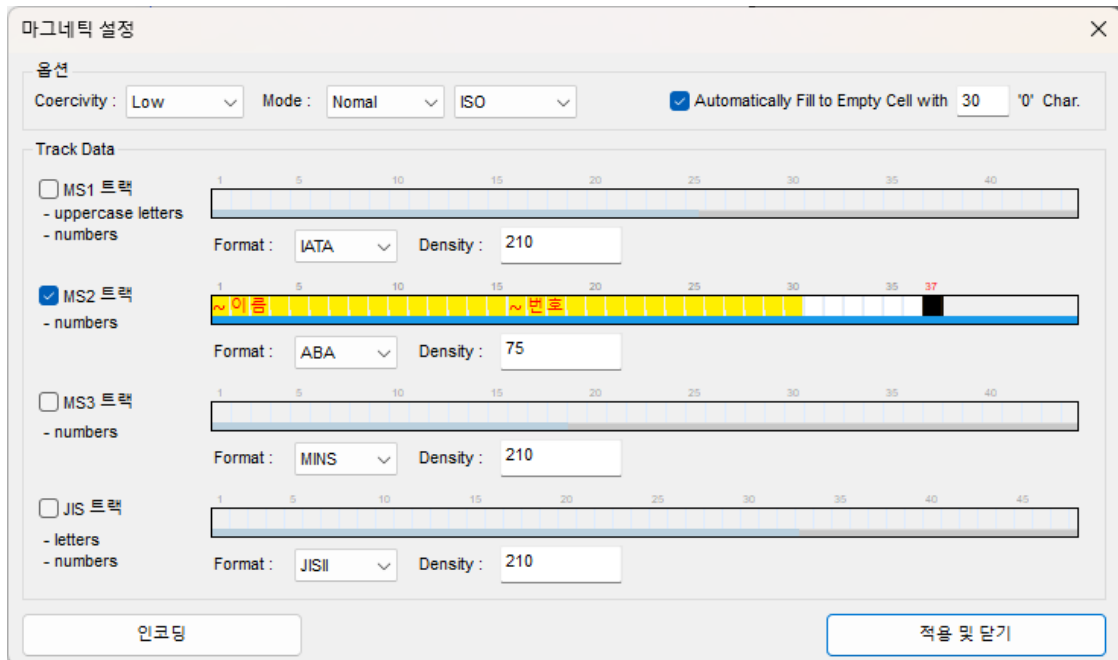 마그네틱 설정
옵션
Coercivity : Low Mode : Nomal ISO Automatically Fill to Empty Cell with 30 '0' Char.
Track Data
MS1 트랙
- uppercase letters
- numbers
1 5 10 15 20 25 30 35 40
Format : IATA Density : 210
MS2 트랙
- numbers
1 5 10 15 20 25 30 35 37
~ 이름 ~ 번호
Format : ABA Density : 75
MS3 트랙
- numbers
1 5 10 15 20 25 30 35 40
Format : MINS Density : 210
JIS 트랙
- letters
- numbers
1 5 10 15 20 25 30 35 40 45
Format : JISII Density : 210
인코딩 적용 및 닫기